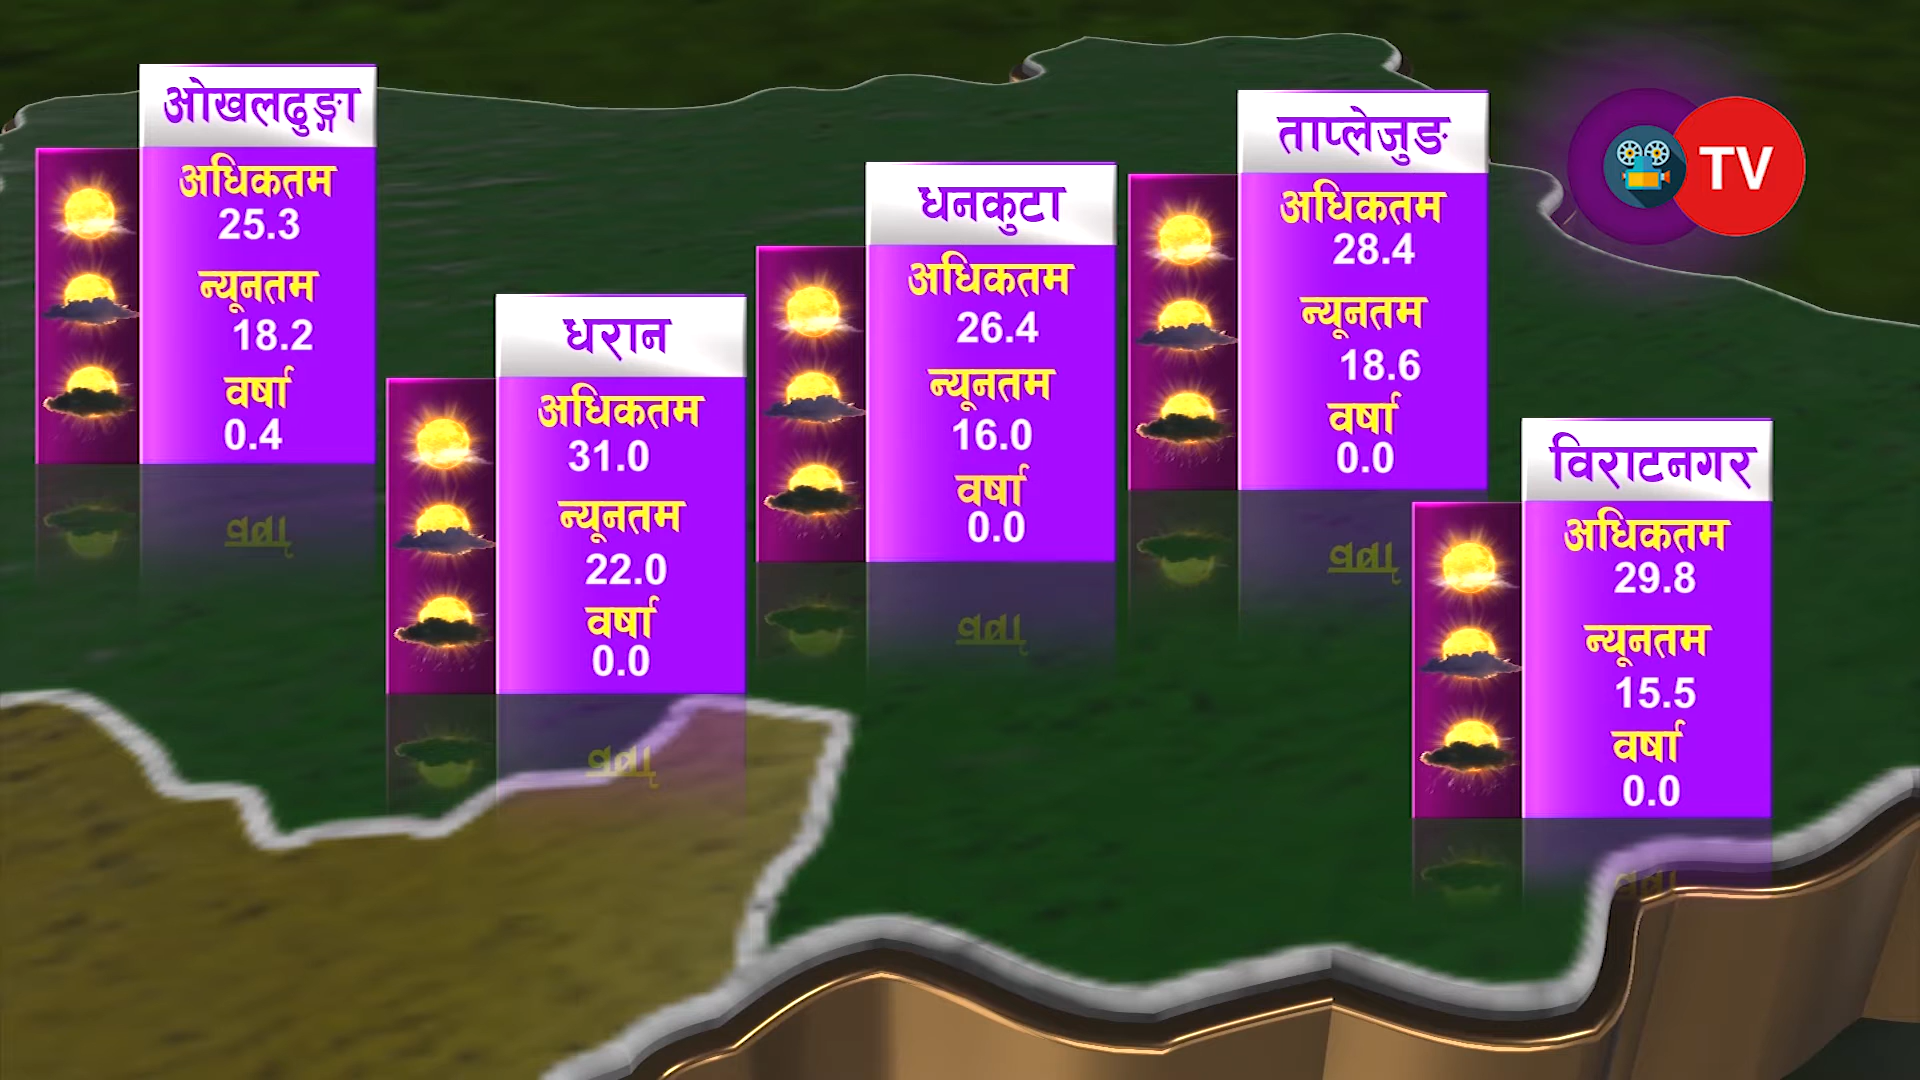 ओखलढुङ्गा
अधिकतम
25.3
न्यूनतम
18.2
वर्षा
0.4
धरान
अधिकतम
31.0
न्यूनतम
22.0
वर्षा
0.0
धनकुटा
अधिकतम
26.4
न्यूनतम
16.0
वर्षा
0.0
ताप्लेजुङ
अधिकतम
28.4
न्यूनतम
18.6
वर्षा
0.0
विराटनगर
अधिकतम
29.8
न्यूनतम
15.5
वर्षा
0.0
TV